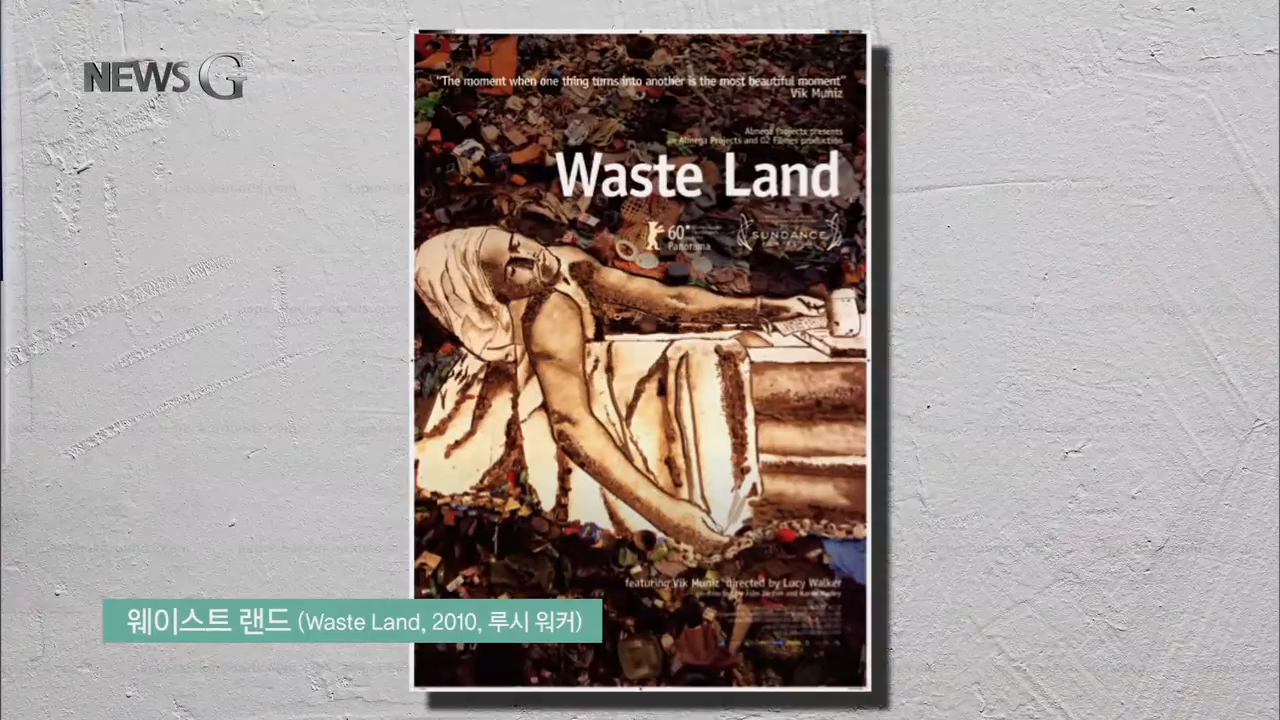 NEWS G
"The moment when one thing turns into another is the most beautiful moment"
Vik Muniz
Almega Projects presents
an Almega Projects and O2 Filmes production
Waste Land
60*
Panorama
SUNDANCE
featuring Vik Muniz directed by Lucy Walker
웨이스트 랜드 (Waste Land, 2010, 루시 워커)